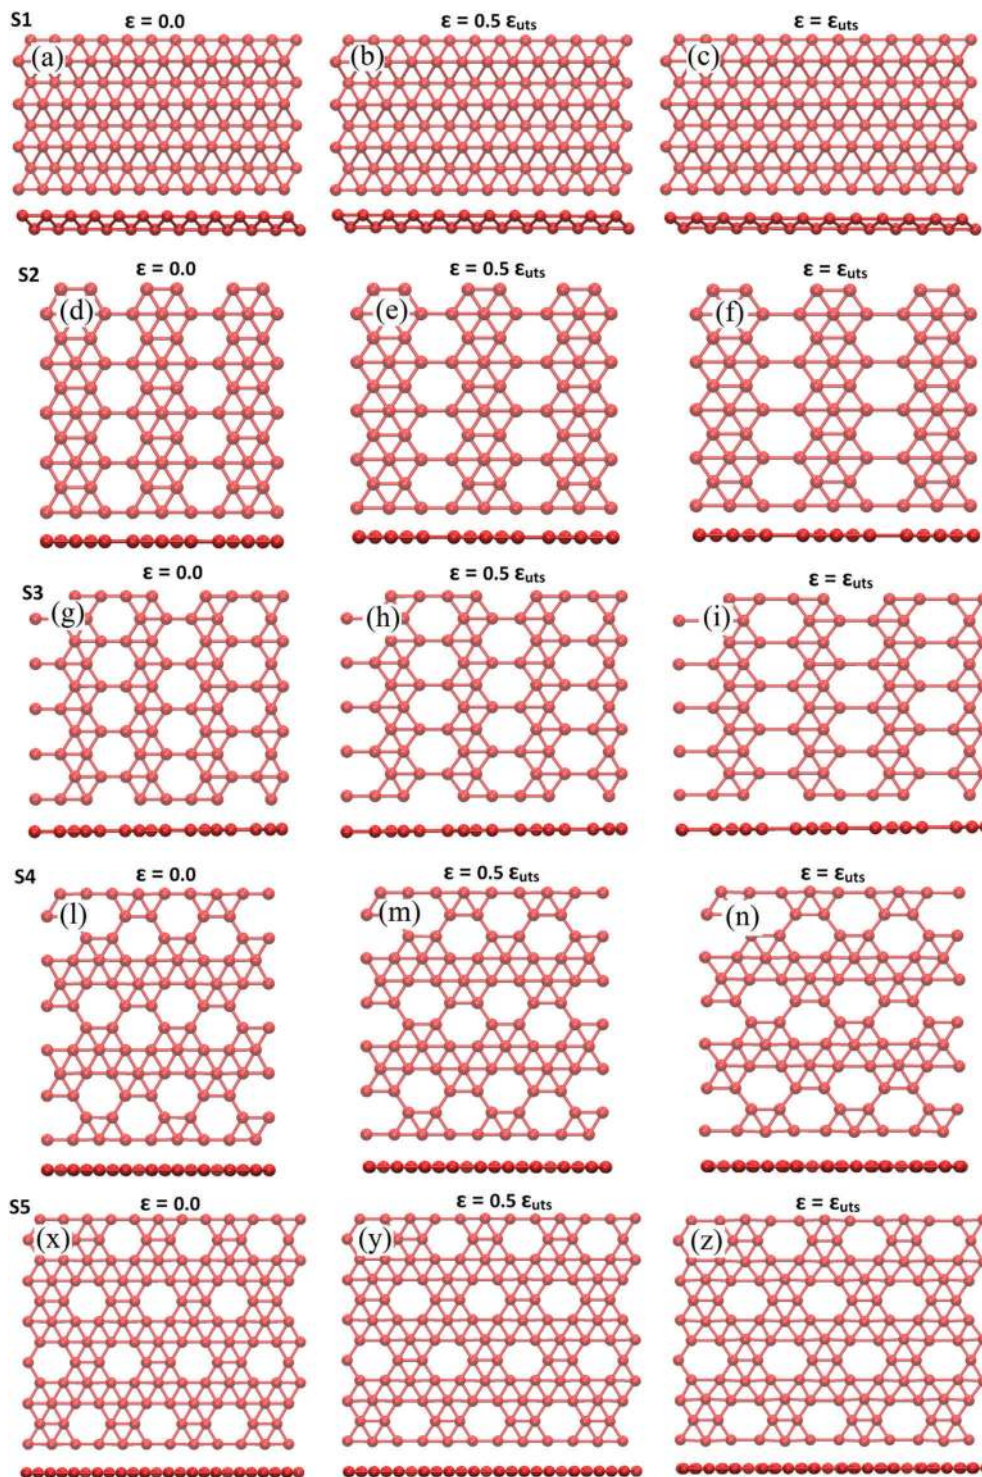 S1 ε = 0.0 ε = 0.5 εuts ε = εuts
(a) (b) (c)
S2 ε = 0.0 ε = 0.5 εuts ε = εuts
(d) (e) (f)
S3 ε = 0.0 ε = 0.5 εuts ε = εuts
(g) (h) (i)
S4 ε = 0.0 ε = 0.5 εuts ε = εuts
(l) (m) (n)
S5 ε = 0.0 ε = 0.5 εuts ε = εuts
(x) (y) (z)